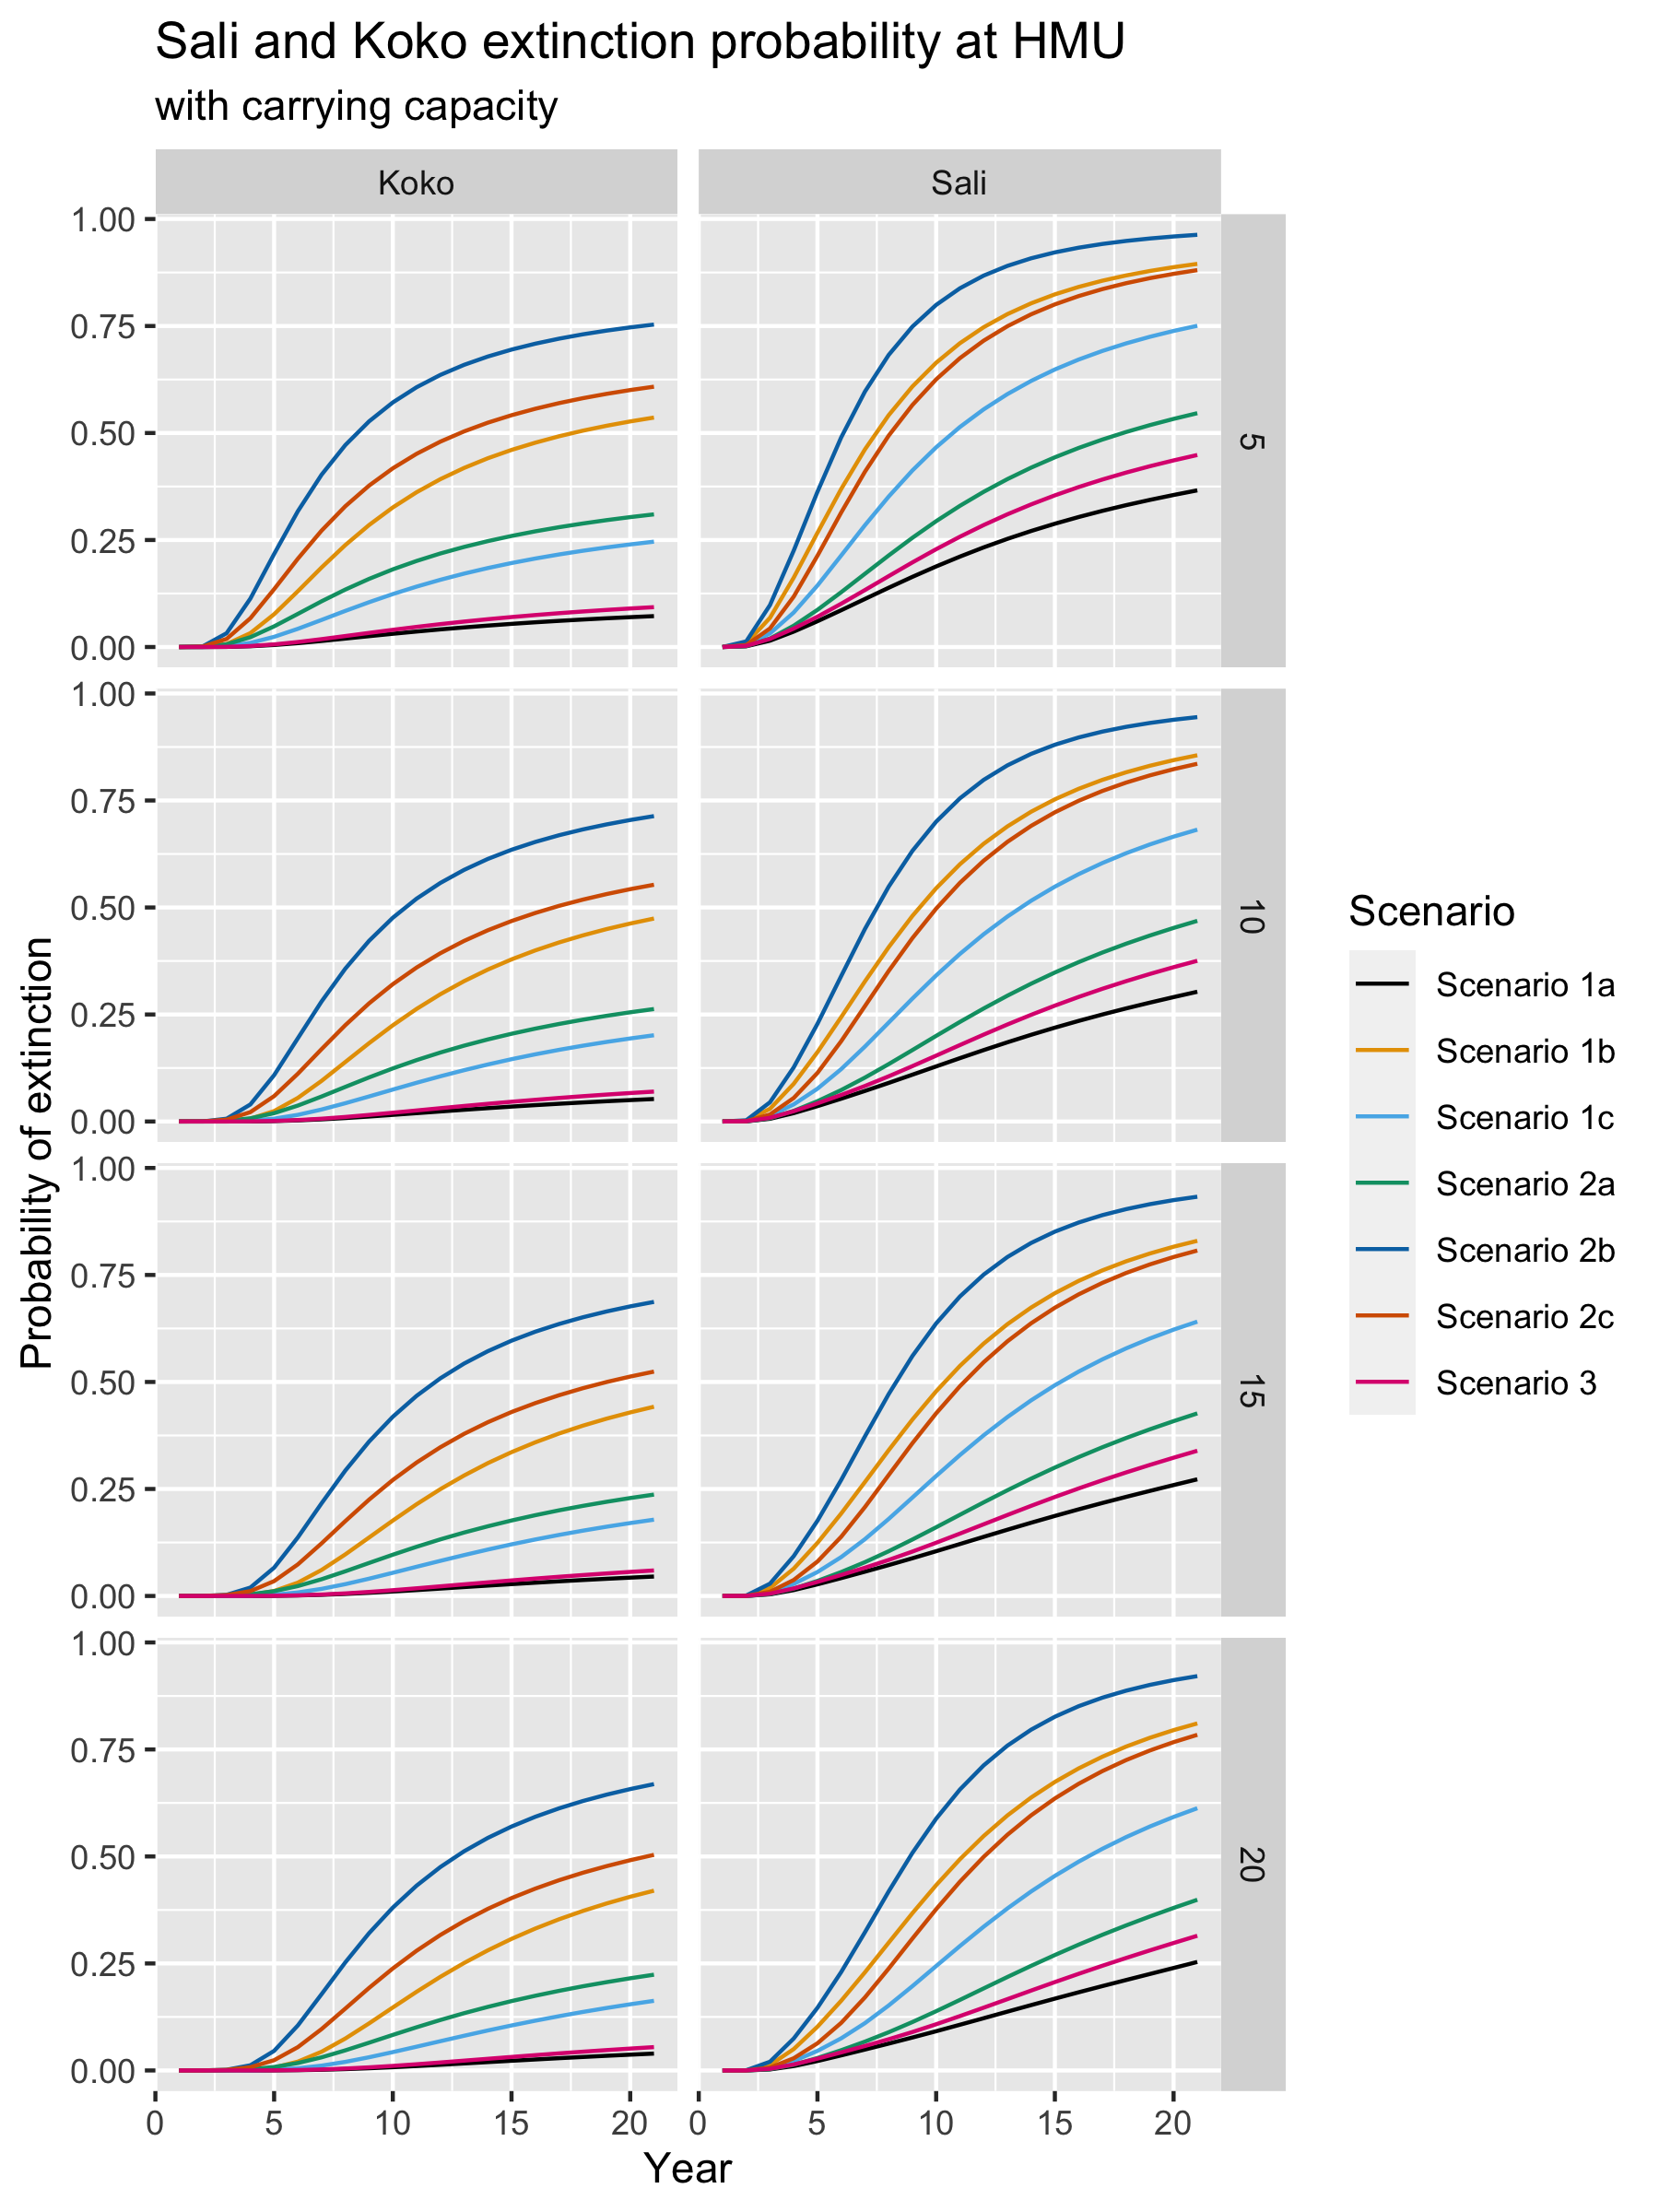 Sali and Koko extinction probability at HMU
with carrying capacity
Koko
Sali
1.00
0.75
0.50
0.25
0.00
5
1.00
0.75
0.50
0.25
0.00
10
1.00
0.75
0.50
0.25
0.00
15
1.00
0.75
0.50
0.25
0.00
20
0 5 10 15 20
0 5 10 15 20
Year
Probability of extinction
Scenario
Scenario 1a
Scenario 1b
Scenario 1c
Scenario 2a
Scenario 2b
Scenario 2c
Scenario 3